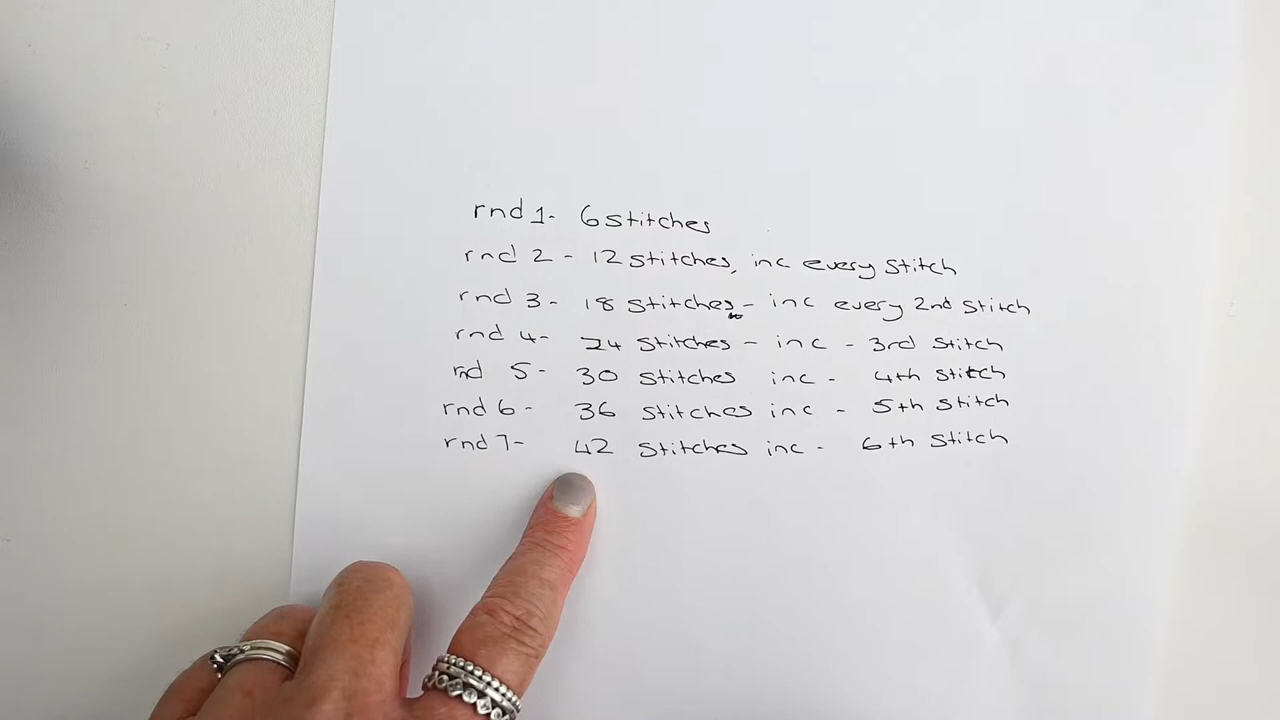 rnd 1- 6 stitches
rnd 2 - 12 stitches, inc every stitch
rnd 3- 18 stitches - inc every 2nd stitch
rnd 4- 24 stitches - inc - 3rd stitch
rnd 5- 30 stitches inc - 4th stitch
rnd 6- 36 stitches inc - 5th stitch
rnd 7- 42 stitches inc - 6th stitch